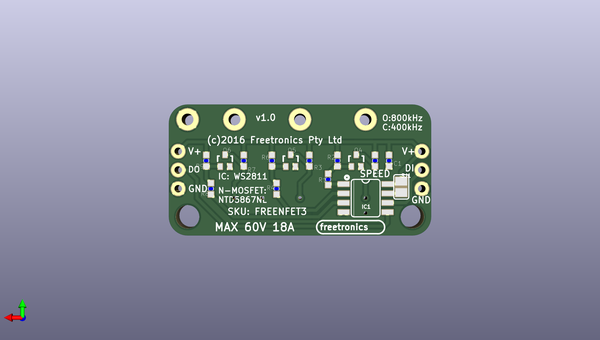 v1.0
O:800kHz
C:400kHz
(c)2016 Freetronics Pty Ltd
V+
V+
DO
DI
GND
GND
SPEED
IC: WS2811
N-MOSFET:
NTD5867NL
SKU: FREENFET3
IC1
MAX 60V 18A
freetronics